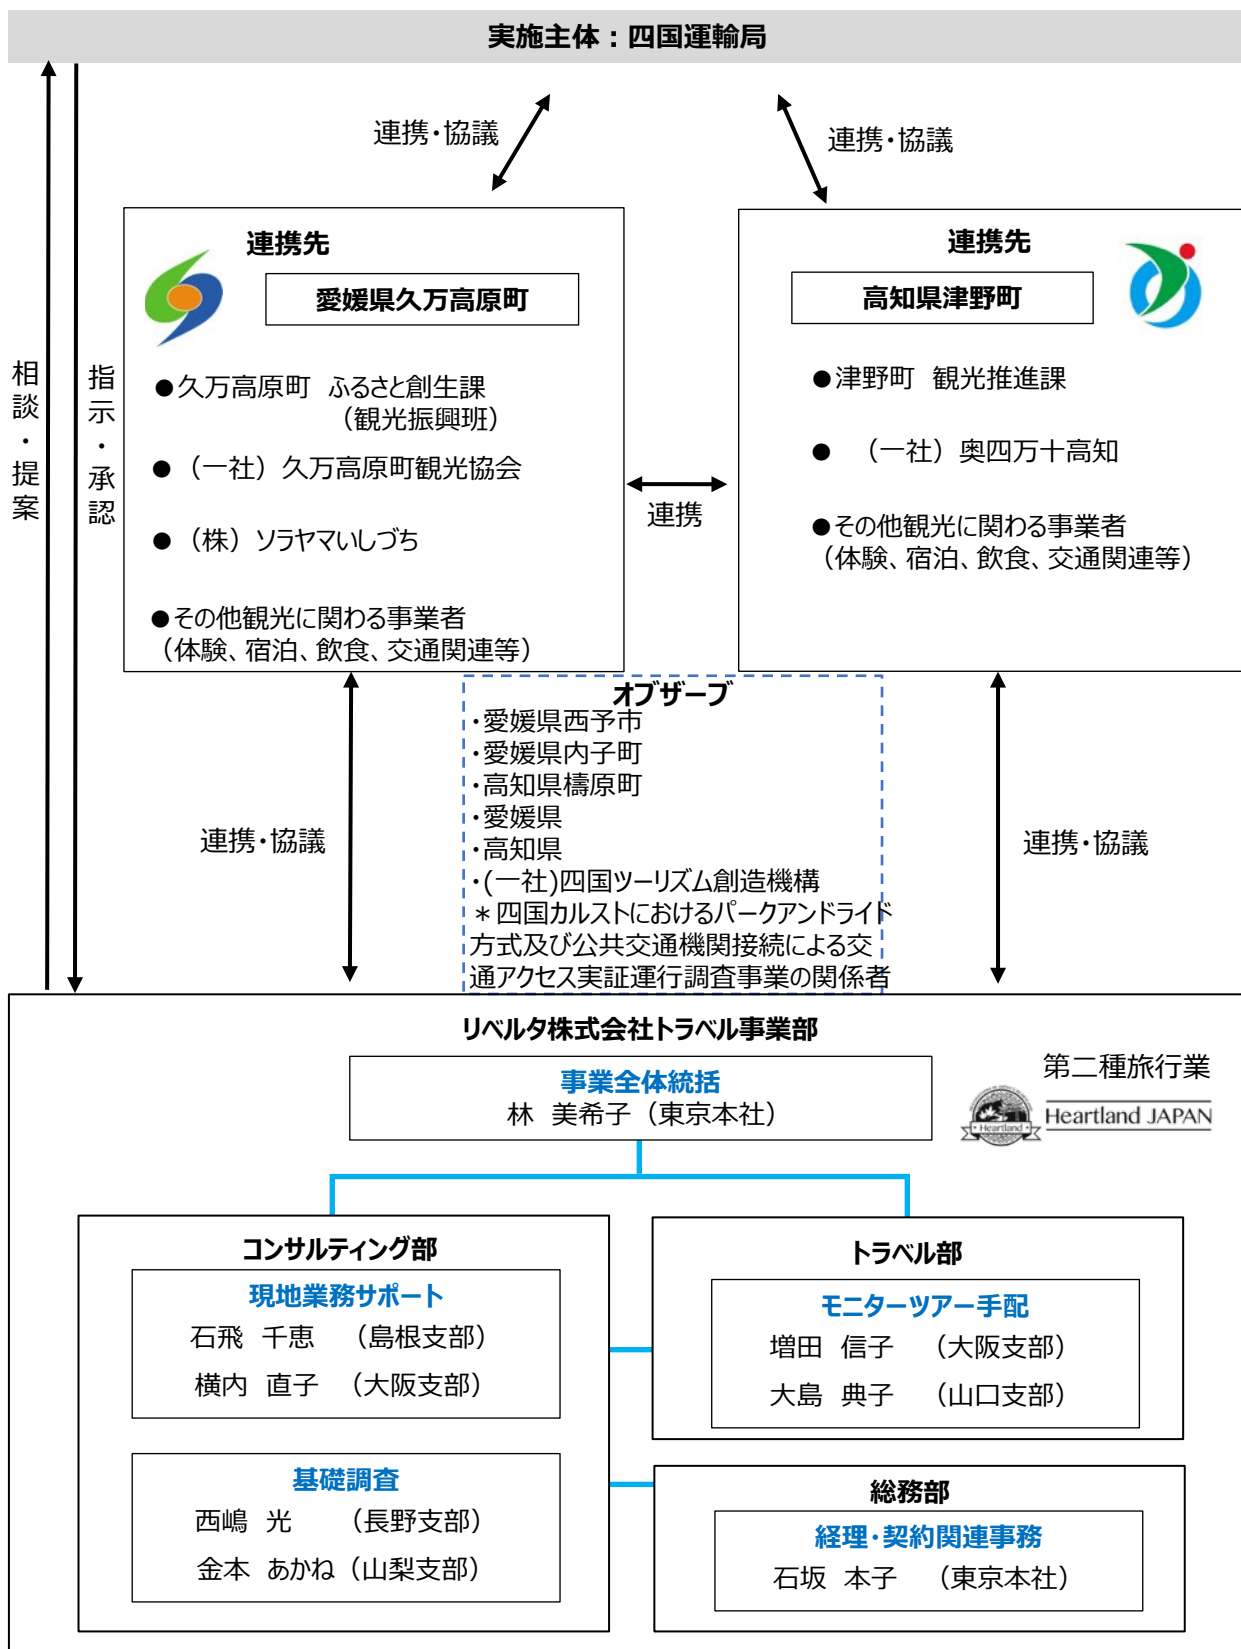 実施主体：四国運輸局
連携・協議
連携・協議
相談・提案
指示・承認
連携先
愛媛県久万高原町
●久万高原町 ふるさと創生課
（観光振興班）
●（一社）久万高原町観光協会
●（株）ソラヤマいしづち
●その他観光に関わる事業者
（体験、宿泊、飲食、交通関連等）
連携
連携先
高知県津野町
●津野町 観光推進課
● （一社）奥四万十高知
●その他観光に関わる事業者
（体験、宿泊、飲食、交通関連等）
オブザーブ
・愛媛県西予市
・愛媛県内子町
・高知県檮原町
・愛媛県
・高知県
・(一社)四国ツーリズム創造機構
＊四国カルストにおけるパークアンドライド
方式及び公共交通機関接続による交
通アクセス実証運行調査事業の関係者
連携・協議
連携・協議
リベルタ株式会社トラベル事業部
事業全体統括
林 美希子（東京本社）
第二種旅行業
Heartland
Heartland JAPAN
コンサルティング部
現地業務サポート
石飛 千恵 （島根支部）
横内 直子 （大阪支部）
基礎調査
西嶋 光 （長野支部）
金本 あかね（山梨支部）
トラベル部
モニターツアー手配
増田 信子 （大阪支部）
大島 典子 （山口支部）
総務部
経理・契約関連事務
石坂 本子 （東京本社）